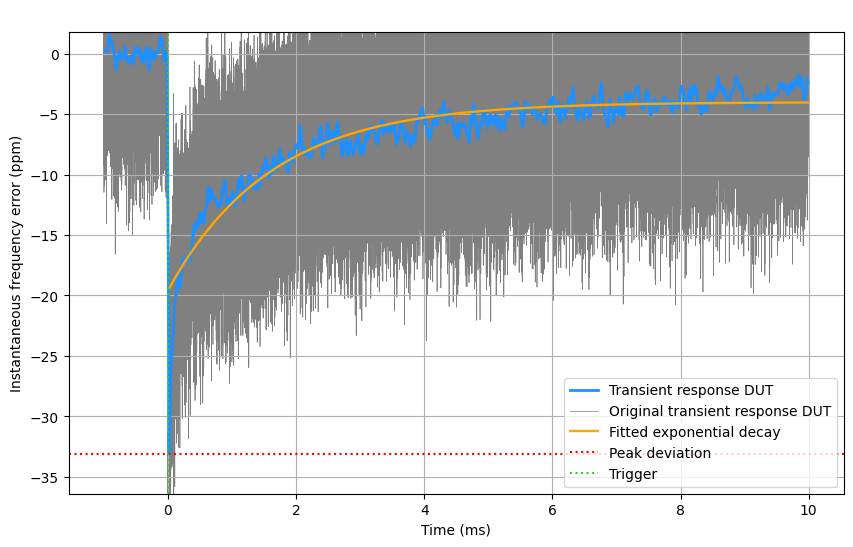 0
−5
−10
−15
−20
−25
−30
−35
Instantaneous frequency error (ppm)
0
2
4
6
8
10
Time (ms)
Transient response DUT
Original transient response DUT
Fitted exponential decay
Peak deviation
Trigger